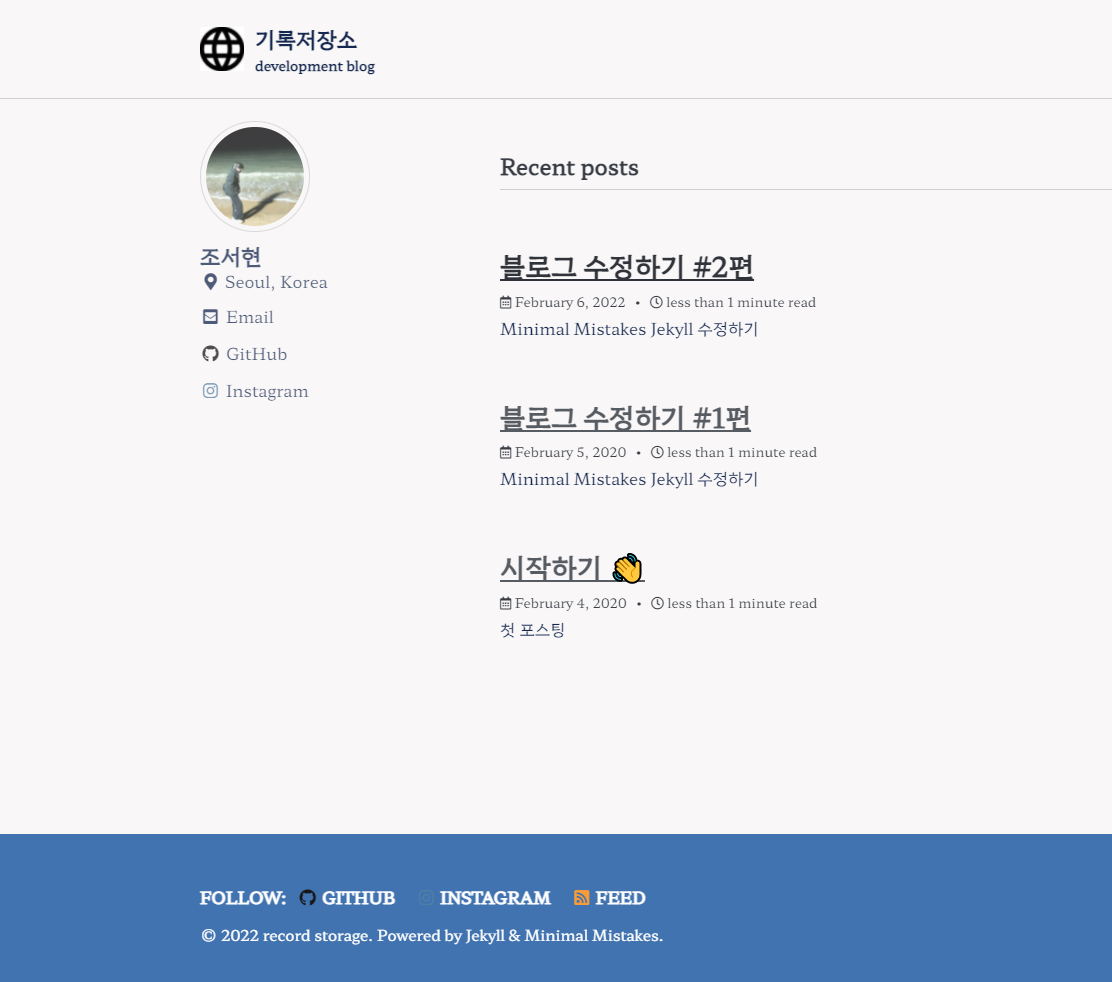 기록저장소
development blog
조서현
Seoul, Korea
Email
GitHub
Instagram
Recent posts
블로그 수정하기 #2편
February 6, 2022 • less than 1 minute read
Minimal Mistakes Jekyll 수정하기
블로그 수정하기 #1편
February 5, 2020 • less than 1 minute read
Minimal Mistakes Jekyll 수정하기
시작하기 👋
February 4, 2020 • less than 1 minute read
첫 포스팅
FOLLOW: GITHUB INSTAGRAM FEED
© 2022 record storage. Powered by Jekyll & Minimal Mistakes.